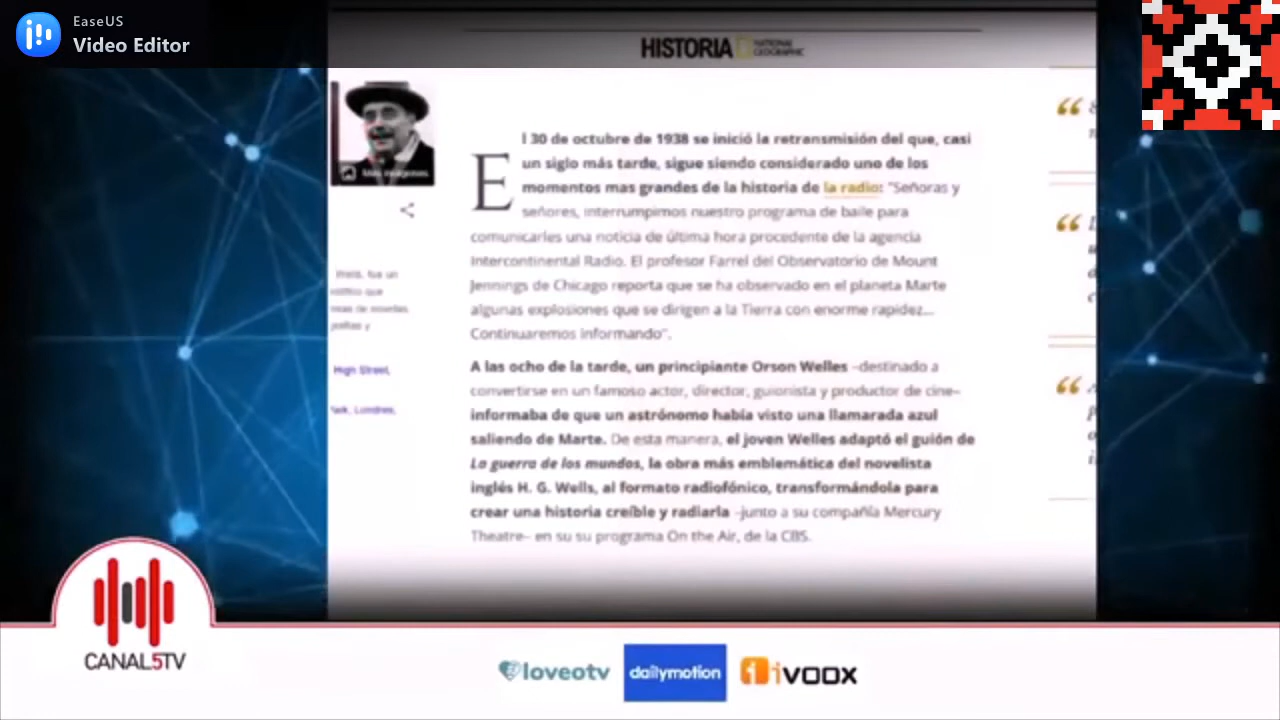 EaseUS
Video Editor
HISTORIA NATIONAL GEOGRAPHIC
Más imágenes
El 30 de octubre de 1938 se inició la retransmisión del que, casi
un siglo más tarde, sigue siendo considerado uno de los
momentos mas grandes de la historia de la radio: "Señoras y
señores, interrumpimos nuestro programa de baile para
comunicarles una noticia de última hora procedente de la agencia
Intercontinental Radio. El profesor Farrel del Observatorio de Mount
Jennings de Chicago reporta que se ha observado en el planeta Marte
algunas explosiones que se dirigen a la Tierra con enorme rapidez...
Continuaremos informando".
A las ocho de la tarde, un principiante Orson Welles –destinado a
convertirse en un famoso actor, director, guionista y productor de cine–
informaba de que un astrónomo había visto una llamarada azul
saliendo de Marte. De esta manera, el joven Welles adaptó el guión de
La guerra de los mundos, la obra más emblemática del novelista
inglés H. G. Wells, al formato radiofónico, transformándola para
crear una historia creíble y radiarla –junto a su compañía Mercury
Theatre– en su su programa On the Air, de la CBS.
High Street,
Londres,
CANAL5TV
loveotv
dailymotion
iVOOX